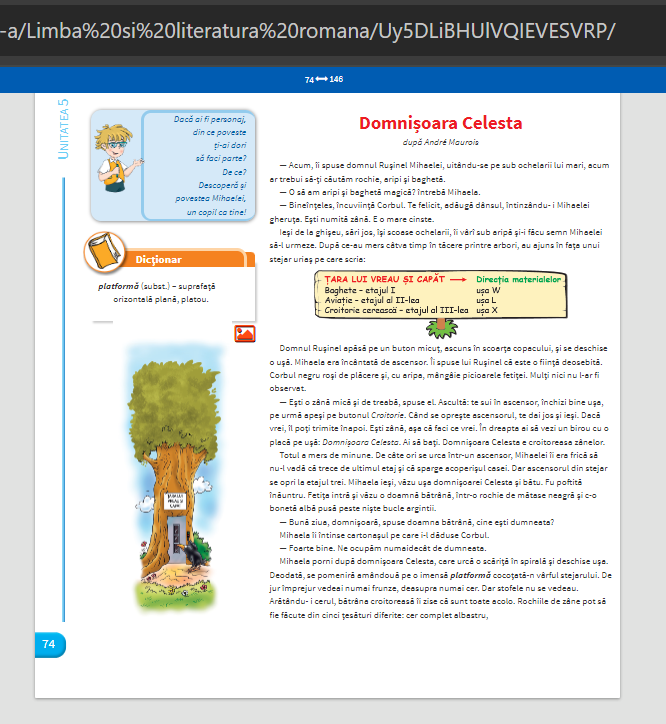 -a/Limba%20si%20literatura%20romana/Uy5DLiBHUlVQIEVESVRP/
74 ⟷ 146
UNITATEA 5
Dacă ai fi personaj,
din ce poveste
ți-ai dori
să faci parte?
De ce?
Descoperă și
povestea Mihaelei,
un copil ca tine!
Dicționar
platformă (subst.) – suprafață
orizontală plană, platou.
Domnișoara Celesta
după André Maurois
— Acum, îi spuse domnul Rușinel Mihaelei, uitându-se pe sub ochelarii lui mari, acum
ar trebui să-ți căutăm rochie, aripi și baghetă.
— O să am aripi și baghetă magică? întrebă Mihaela.
— Bineînțeles, încuviință Corbul. Te felicit, adăugă dânsul, întinzându- i Mihaelei
gheruța. Ești numită zână. E o mare cinste.
Ieși de la ghișeu, sări jos, își scoase ochelarii, îi vârî sub aripă și-i făcu semn Mihaelei
să-l urmeze. După ce-au mers câtva timp în tăcere printre arbori, au ajuns în fața unui
stejar uriaș pe care scria:
ȚARA LUI VREAU ȘI CAPĂT ⟶ Direcția materialelor
Baghete – etajul I ușa W
Aviație – etajul al II-lea ușa L
Croitorie cerească – etajul al III-lea ușa X
Domnul Rușinel apăsă pe un buton micuț, ascuns în scoarța copacului, și se deschise
o ușă. Mihaela era încântată de ascensor. Îi spuse lui Rușinel că este o ființă deosebită.
Corbul negru roși de plăcere și, cu aripa, mângâie picioarele fetiței. Mulți nici nu l-ar fi
observat.
— Ești o zână mică și de treabă, spuse el. Ascultă: te sui în ascensor, închizi bine ușa,
pe urmă apeși pe butonul Croitorie. Când se oprește ascensorul, te dai jos și ieși. Dacă
vrei, îl poți trimite înapoi. Ești zână, așa că faci ce vrei. În dreapta ai să vezi un birou cu o
placă pe ușă: Domnișoara Celesta. Ai să bați. Domnișoara Celesta e croitoreasa zânelor.
Totul a mers de minune. De câte ori se urca într-un ascensor, Mihaelei îi era frică să
nu-l vadă că trece de ultimul etaj și că sparge acoperișul casei. Dar ascensorul din stejar
se opri la etajul trei. Mihaela ieși, văzu ușa domnișoarei Celesta și bătu. Fu poftită
înăuntru. Fetița intră și văzu o doamnă bătrână, într-o rochie de mătase neagră și c-o
bonetă albă pusă peste niște bucle argintii.
— Bună ziua, domnișoară, spuse doamna bătrână, cine ești dumneata?
Mihaela îi întinse cartonașul pe care i-l dăduse Corbul.
— Foarte bine. Ne ocupăm numaidecât de dumneata.
Mihaela porni după domnișoara Celesta, care urcă o scăriță în spirală și deschise ușa.
Deodată, se pomeniră amândouă pe o imensă platformă cocoțată-n vârful stejarului. De
jur împrejur vedeai numai frunze, deasupra numai cer. Dar stofele nu se vedeau.
Arătându- i cerul, bătrâna croitoreasă îi zise că sunt toate acolo. Rochiile de zâne pot să
fie făcute din cinci țesături diferite: cer complet albastru,
ȚARA LUI
VREAU ȘI
CAPĂT
74